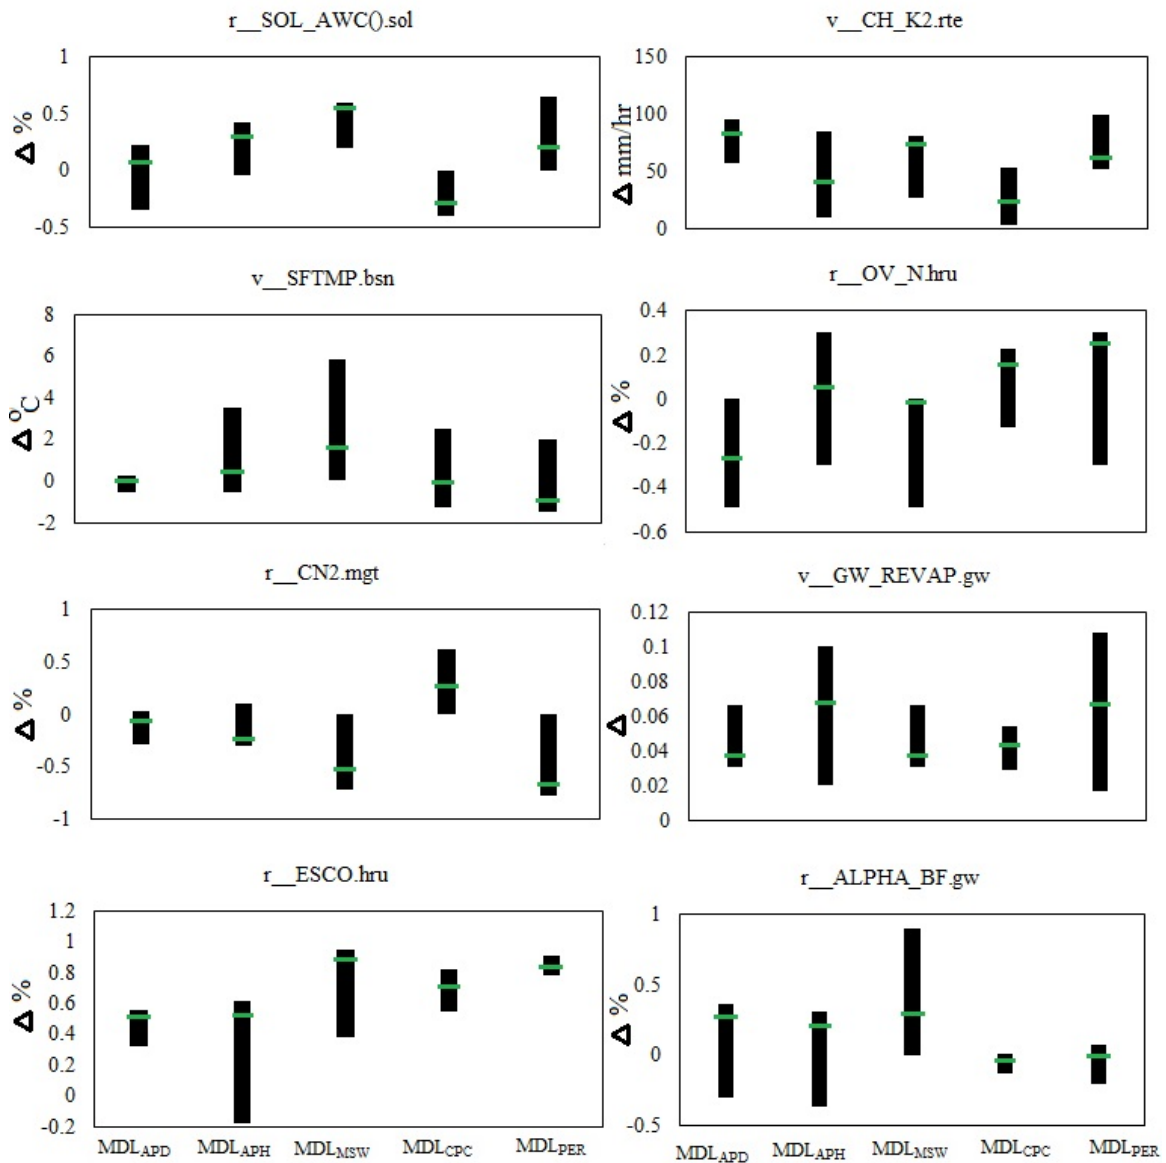 r__SOL_AWC().sol
1
0.5
0
-0.5
Δ %
v__CH_K2.rte
150
100
50
0
Δ mm/hr
v__SFTMP.bsn
8
6
4
2
0
-2
Δ °C
r__OV_N.hru
0.4
0.2
0
-0.2
-0.4
-0.6
Δ %
r__CN2.mgt
1
0.5
0
-0.5
-1
Δ %
v__GW_REVAP.gw
0.12
0.1
0.08
0.06
0.04
0.02
0
Δ
r__ESCO.hru
1.2
1
0.8
0.6
0.4
0.2
0
-0.2
Δ %
MDLAPD MDLAPH MDLMSW MDLCPC MDLPER
r__ALPHA_BF.gw
1
0.5
0
-0.5
Δ %
MDLAPD MDLAPH MDLMSW MDLCPC MDLPER